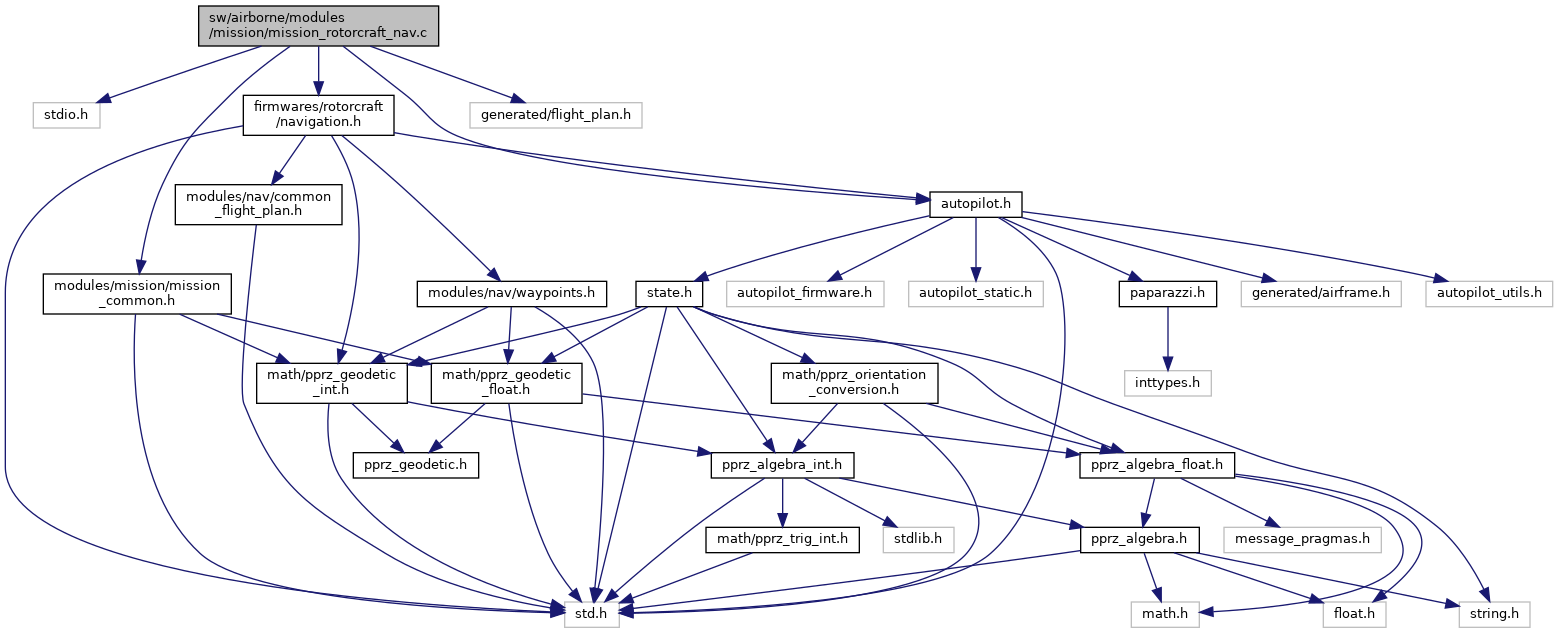 sw/airborne/modules
/mission/mission_rotorcraft_nav.c
stdio.h
firmwares/rotorcraft
/navigation.h
generated/flight_plan.h
modules/nav/common
_flight_plan.h
autopilot.h
modules/mission/mission
_common.h
modules/nav/waypoints.h
state.h
autopilot_firmware.h
autopilot_static.h
paparazzi.h
generated/airframe.h
autopilot_utils.h
math/pprz_geodetic
_int.h
math/pprz_geodetic
_float.h
math/pprz_orientation
_conversion.h
inttypes.h
pprz_geodetic.h
pprz_algebra_int.h
pprz_algebra_float.h
math/pprz_trig_int.h
stdlib.h
pprz_algebra.h
message_pragmas.h
std.h
math.h
float.h
string.h